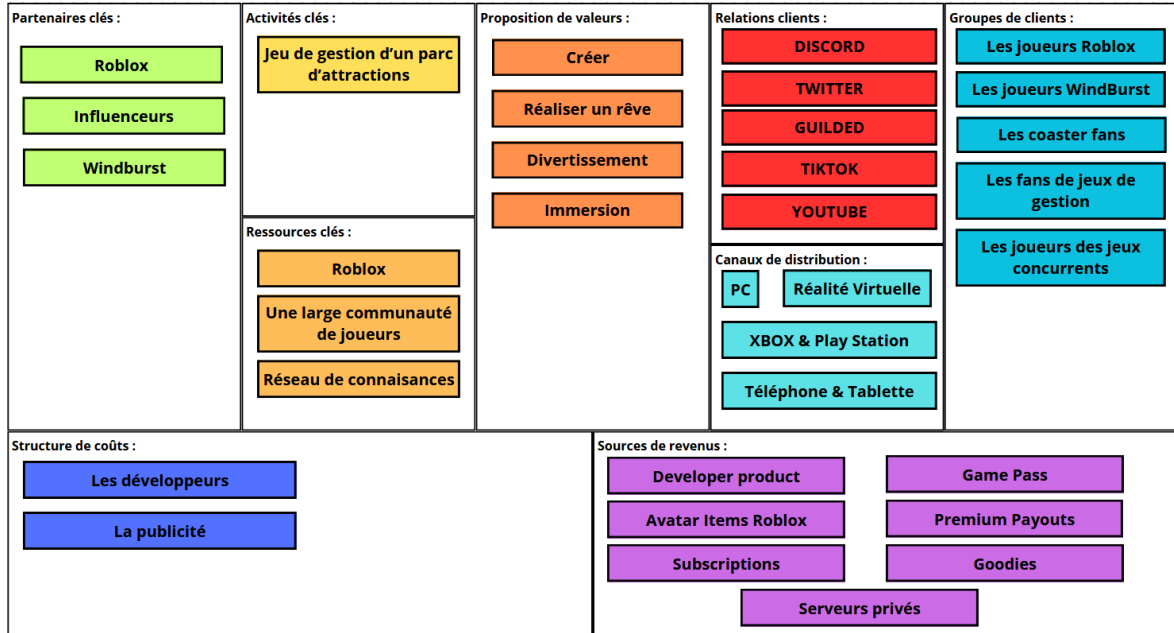 Partenaires clés :
Roblox
Influenceurs
Windburst
Activités clés :
Jeu de gestion d'un parc
d'attractions
Ressources clés :
Roblox
Une large communauté
de joueurs
Réseau de connaisances
Proposition de valeurs :
Créer
Réaliser un rêve
Divertissement
Immersion
Relations clients :
DISCORD
TWITTER
GUILDED
TIKTOK
YOUTUBE
Canaux de distribution :
PC
Réalité Virtuelle
XBOX & Play Station
Téléphone & Tablette
Groupes de clients :
Les joueurs Roblox
Les joueurs WindBurst
Les coaster fans
Les fans de jeux de
gestion
Les joueurs des jeux
concurrents
Structure de coûts :
Les développeurs
La publicité
Sources de revenus :
Developer product
Game Pass
Avatar Items Roblox
Premium Payouts
Subscriptions
Goodies
Serveurs privés